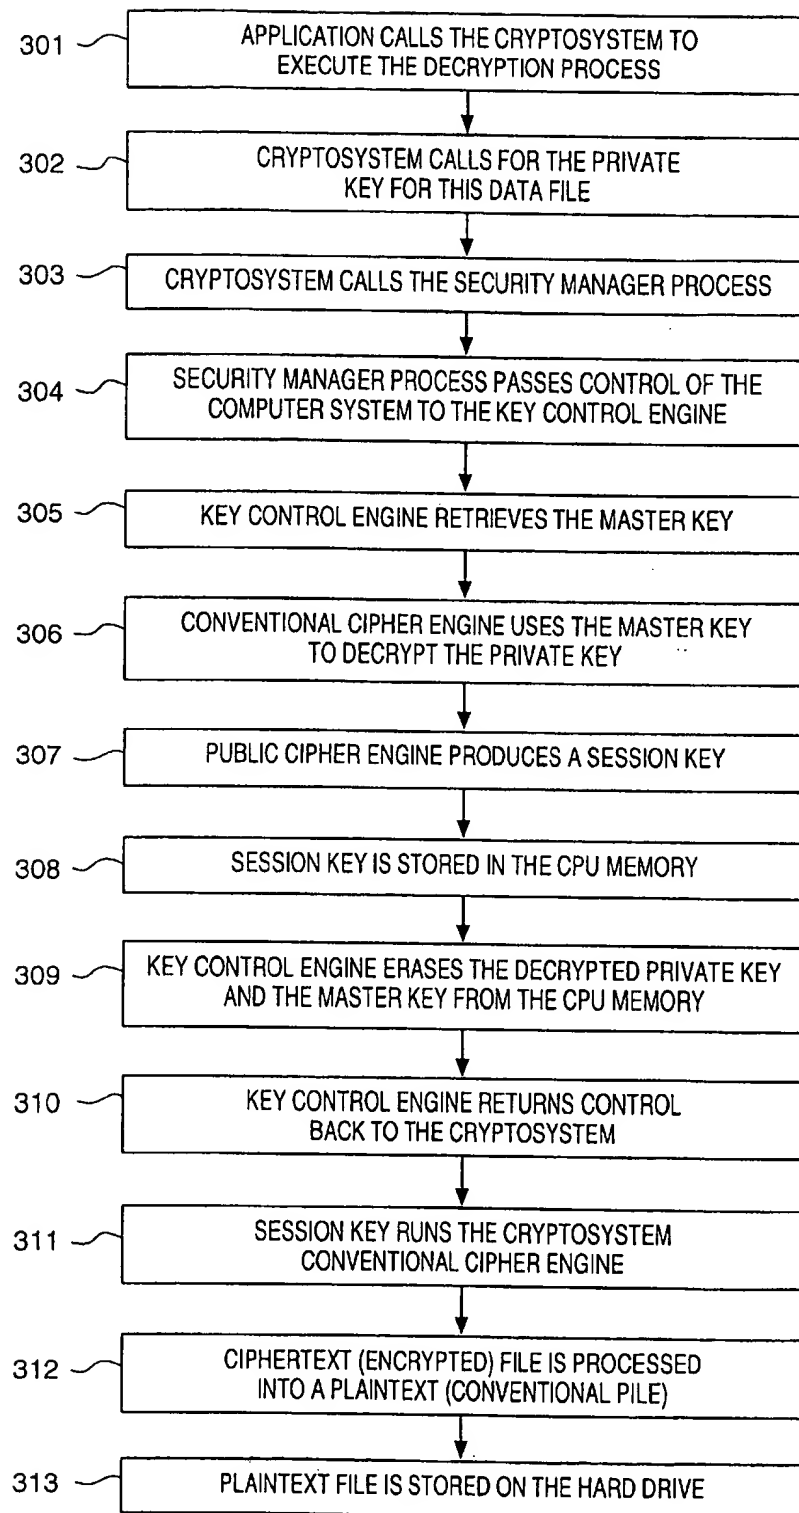 301
APPLICATION CALLS THE CRYPTOSYSTEM TO
EXECUTE THE DECRYPTION PROCESS
302
CRYPTOSYSTEM CALLS FOR THE PRIVATE
KEY FOR THIS DATA FILE
303
CRYPTOSYSTEM CALLS THE SECURITY MANAGER PROCESS
304
SECURITY MANAGER PROCESS PASSES CONTROL OF THE
COMPUTER SYSTEM TO THE KEY CONTROL ENGINE
305
KEY CONTROL ENGINE RETRIEVES THE MASTER KEY
306
CONVENTIONAL CIPHER ENGINE USES THE MASTER KEY
TO DECRYPT THE PRIVATE KEY
307
PUBLIC CIPHER ENGINE PRODUCES A SESSION KEY
308
SESSION KEY IS STORED IN THE CPU MEMORY
309
KEY CONTROL ENGINE ERASES THE DECRYPTED PRIVATE KEY
AND THE MASTER KEY FROM THE CPU MEMORY
310
KEY CONTROL ENGINE RETURNS CONTROL
BACK TO THE CRYPTOSYSTEM
311
SESSION KEY RUNS THE CRYPTOSYSTEM
CONVENTIONAL CIPHER ENGINE
312
CIPHERTEXT (ENCRYPTED) FILE IS PROCESSED
INTO A PLAINTEXT (CONVENTIONAL PILE)
313
PLAINTEXT FILE IS STORED ON THE HARD DRIVE